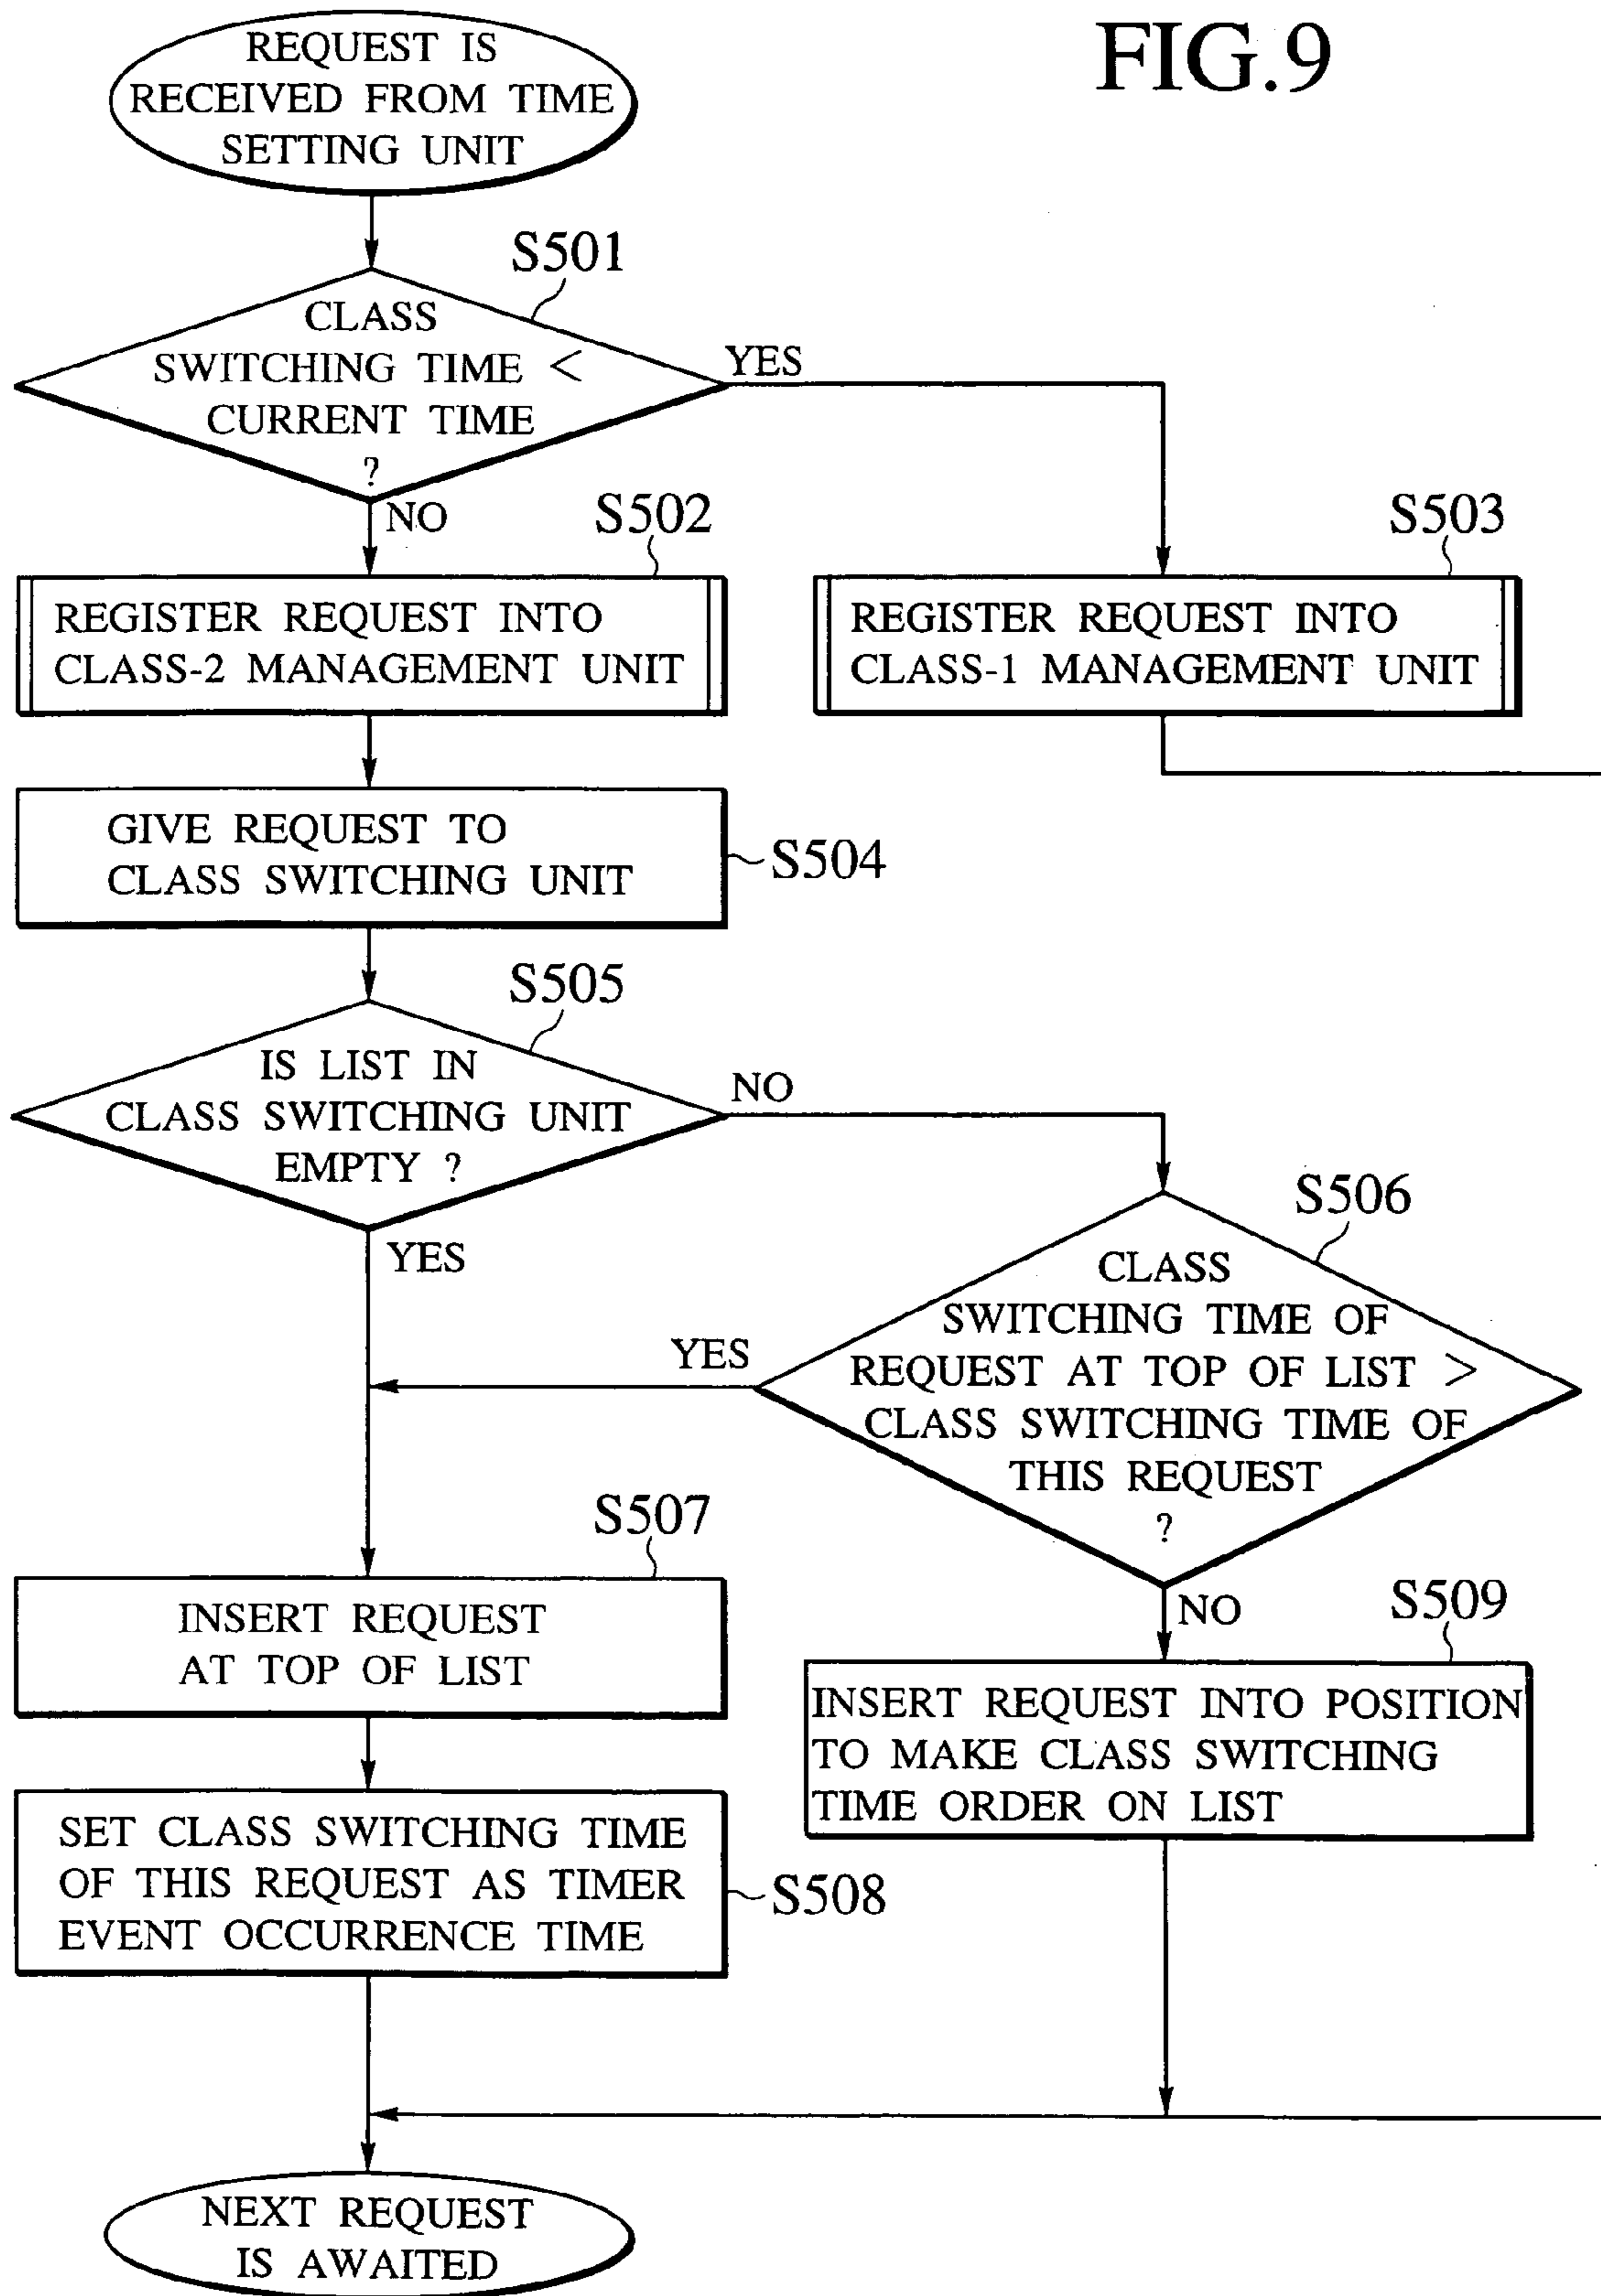 FIG.9
REQUEST IS
RECEIVED FROM TIME
SETTING UNIT
S501
CLASS
SWITCHING TIME <
CURRENT TIME
?
YES
NO
S502
REGISTER REQUEST INTO
CLASS-2 MANAGEMENT UNIT
S503
REGISTER REQUEST INTO
CLASS-1 MANAGEMENT UNIT
GIVE REQUEST TO
CLASS SWITCHING UNIT
S504
S505
IS LIST IN
CLASS SWITCHING UNIT
EMPTY ?
NO
YES
S506
CLASS
SWITCHING TIME OF
REQUEST AT TOP OF LIST >
CLASS SWITCHING TIME OF
THIS REQUEST
?
YES
NO
S507
INSERT REQUEST
AT TOP OF LIST
S509
INSERT REQUEST INTO POSITION
TO MAKE CLASS SWITCHING
TIME ORDER ON LIST
SET CLASS SWITCHING TIME
OF THIS REQUEST AS TIMER
EVENT OCCURRENCE TIME
S508
NEXT REQUEST
IS AWAITED